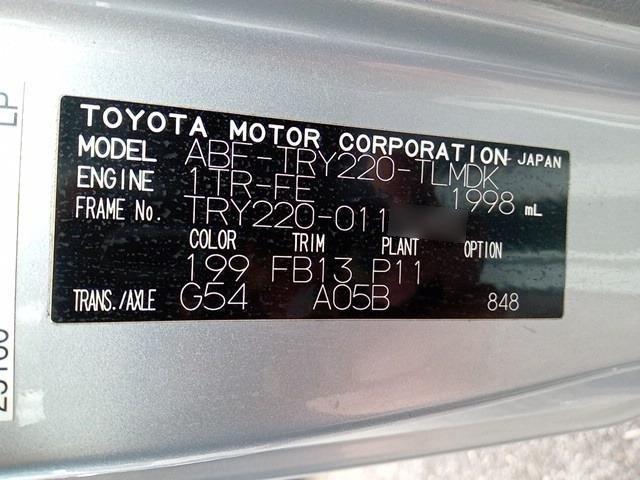 TOYOTA MOTOR CORPORATION JAPAN
MODEL ABF-TRY220-TLMDK
ENGINE 1TR-FE 1998 mL
FRAME No. TRY220-011
COLOR TRIM PLANT OPTION
199 FB13 P11
TRANS./AXLE G54 A05B 848
LP